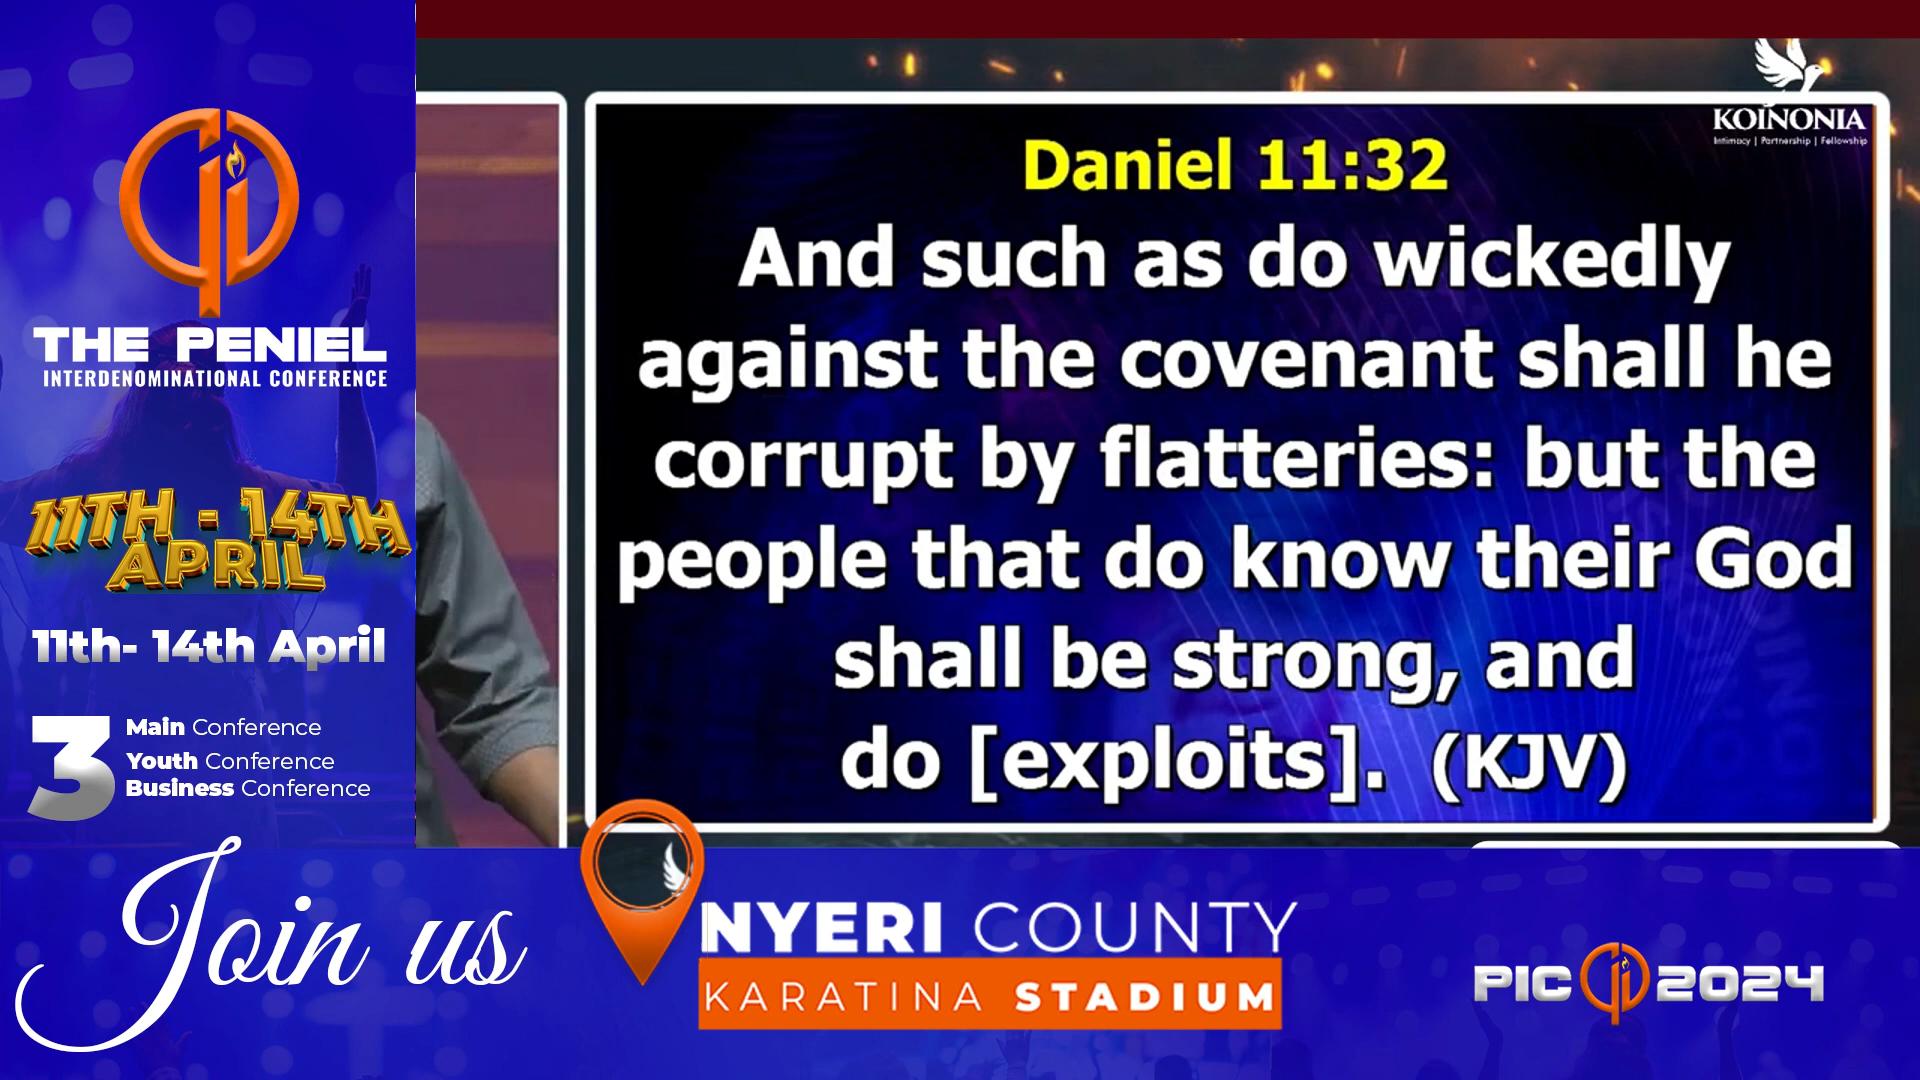 THE PENIEL
INTERDENOMINATIONAL CONFERENCE
11TH - 14TH
APRIL
11th- 14th April
3
Main Conference
Youth Conference
Business Conference
KOINONIA
Intimacy | Partnership | Fellowship
Daniel 11:32
And such as do wickedly
against the covenant shall he
corrupt by flatteries: but the
people that do know their God
shall be strong, and
do [exploits]. (KJV)
Join us
NYERI COUNTY
KARATINA STADIUM
PIC 2024